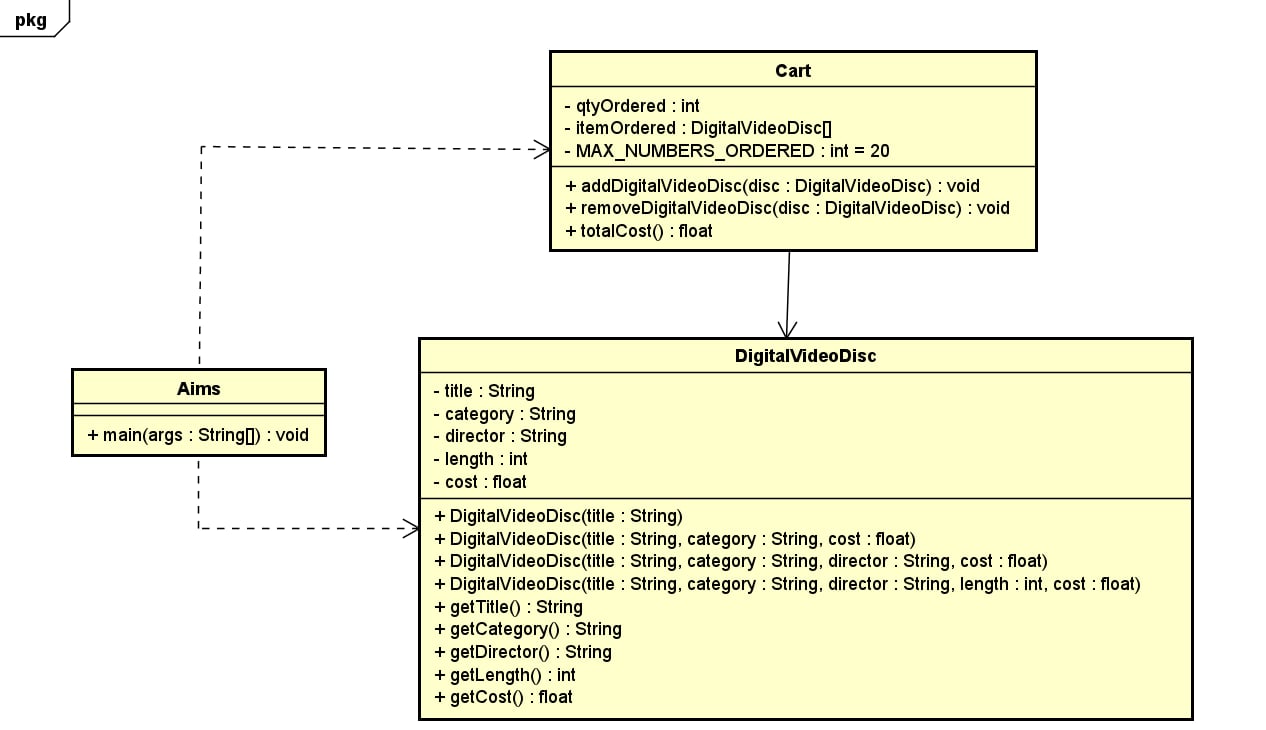 pkg
Cart
- qtyOrdered : int
- itemOrdered : DigitalVideoDisc[]
- MAX_NUMBERS_ORDERED : int = 20
+ addDigitalVideoDisc(disc : DigitalVideoDisc) : void
+ removeDigitalVideoDisc(disc : DigitalVideoDisc) : void
+ totalCost() : float
Aims
+ main(args : String[]) : void
DigitalVideoDisc
- title : String
- category : String
- director : String
- length : int
- cost : float
+ DigitalVideoDisc(title : String)
+ DigitalVideoDisc(title : String, category : String, cost : float)
+ DigitalVideoDisc(title : String, category : String, director : String, cost : float)
+ DigitalVideoDisc(title : String, category : String, director : String, length : int, cost : float)
+ getTitle() : String
+ getCategory() : String
+ getDirector() : String
+ getLength() : int
+ getCost() : float